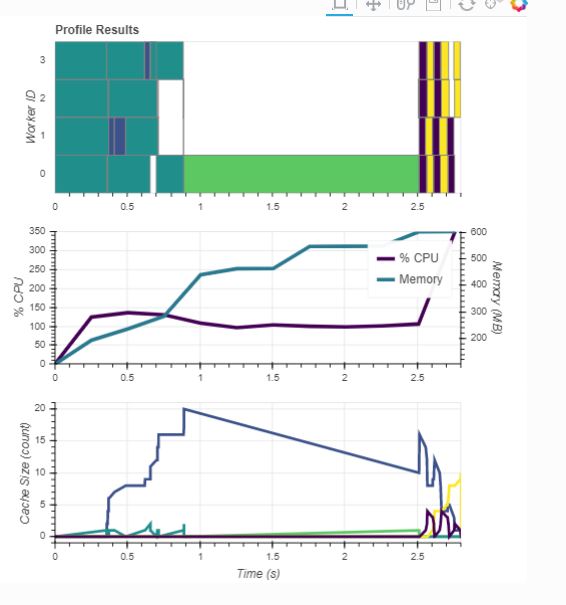 Profile Results
Worker ID
3
2
1
0
0 0.5 1 1.5 2 2.5
% CPU
350
300
250
200
150
100
50
0
% CPU
Memory
600
500
400
300
200
Memory (MB)
0 0.5 1 1.5 2 2.5
Cache Size (count)
20
15
10
5
0
0 0.5 1 1.5 2 2.5
Time (s)